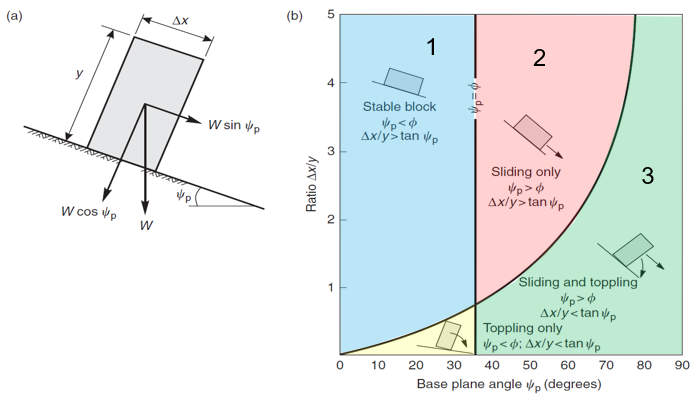 (a)
Δx
y
W sin ψp
W cos ψp
W
ψp
(b)
5
4
3
2
1
Ratio Δx/y
1
2
3
ψp = ϕ
Stable block
ψp < ϕ
Δx/y > tan ψp
Sliding only
ψp > ϕ
Δx/y > tan ψp
Sliding and toppling
ψp > ϕ
Δx/y < tan ψp
Toppling only
ψp < ϕ; Δx/y < tan ψp
0 10 20 30 40 50 60 70 80 90
Base plane angle ψp (degrees)